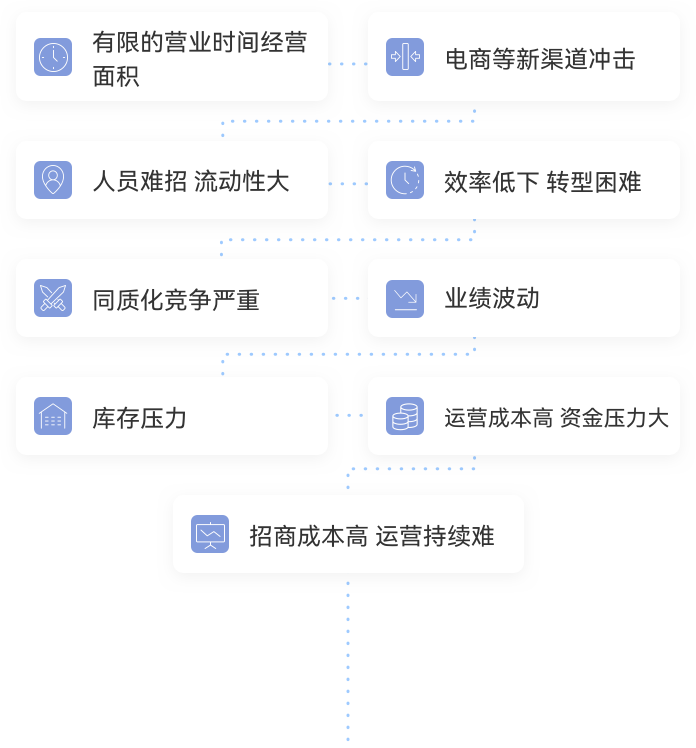 有限的营业时间经营
面积
电商等新渠道冲击
人员难招 流动性大
效率低下 转型困难
同质化竞争严重
业绩波动
库存压力
运营成本高 资金压力大
招商成本高 运营持续难